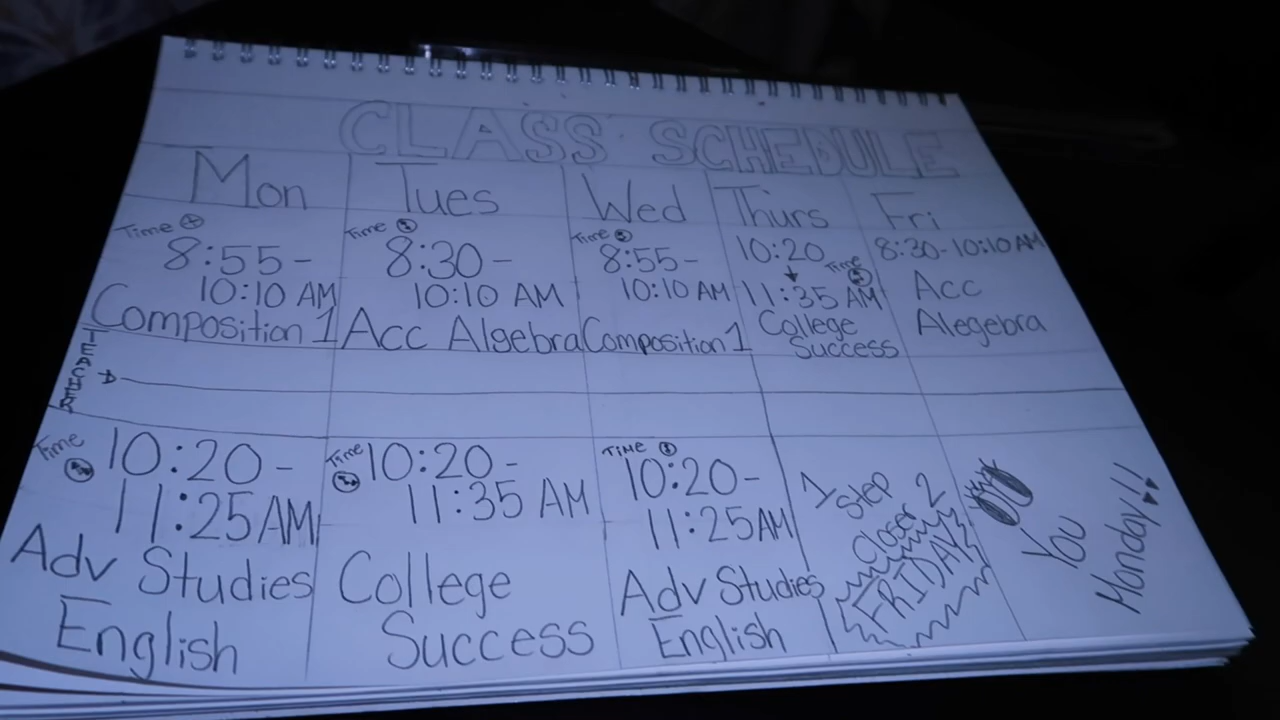 CLASS SCHEDULE
Mon Tues Wed Thurs Fri
Time
8:55-
10:10 AM
Composition 1
Time
8:30-
10:10 AM
Acc Algebra
Time
8:55-
10:10 AM
Composition 1
10:20
Time
11:35 AM
College
Success
8:30-10:10 AM
Acc
Alegebra
TEACHER
Time
10:20-
11:25 AM
Adv Studies
English
Time
10:20-
11:35 AM
College
Success
TIME
10:20-
11:25 AM
Adv Studies
English
1
Step
Closer 2
FRIDAY
You
Monday!!